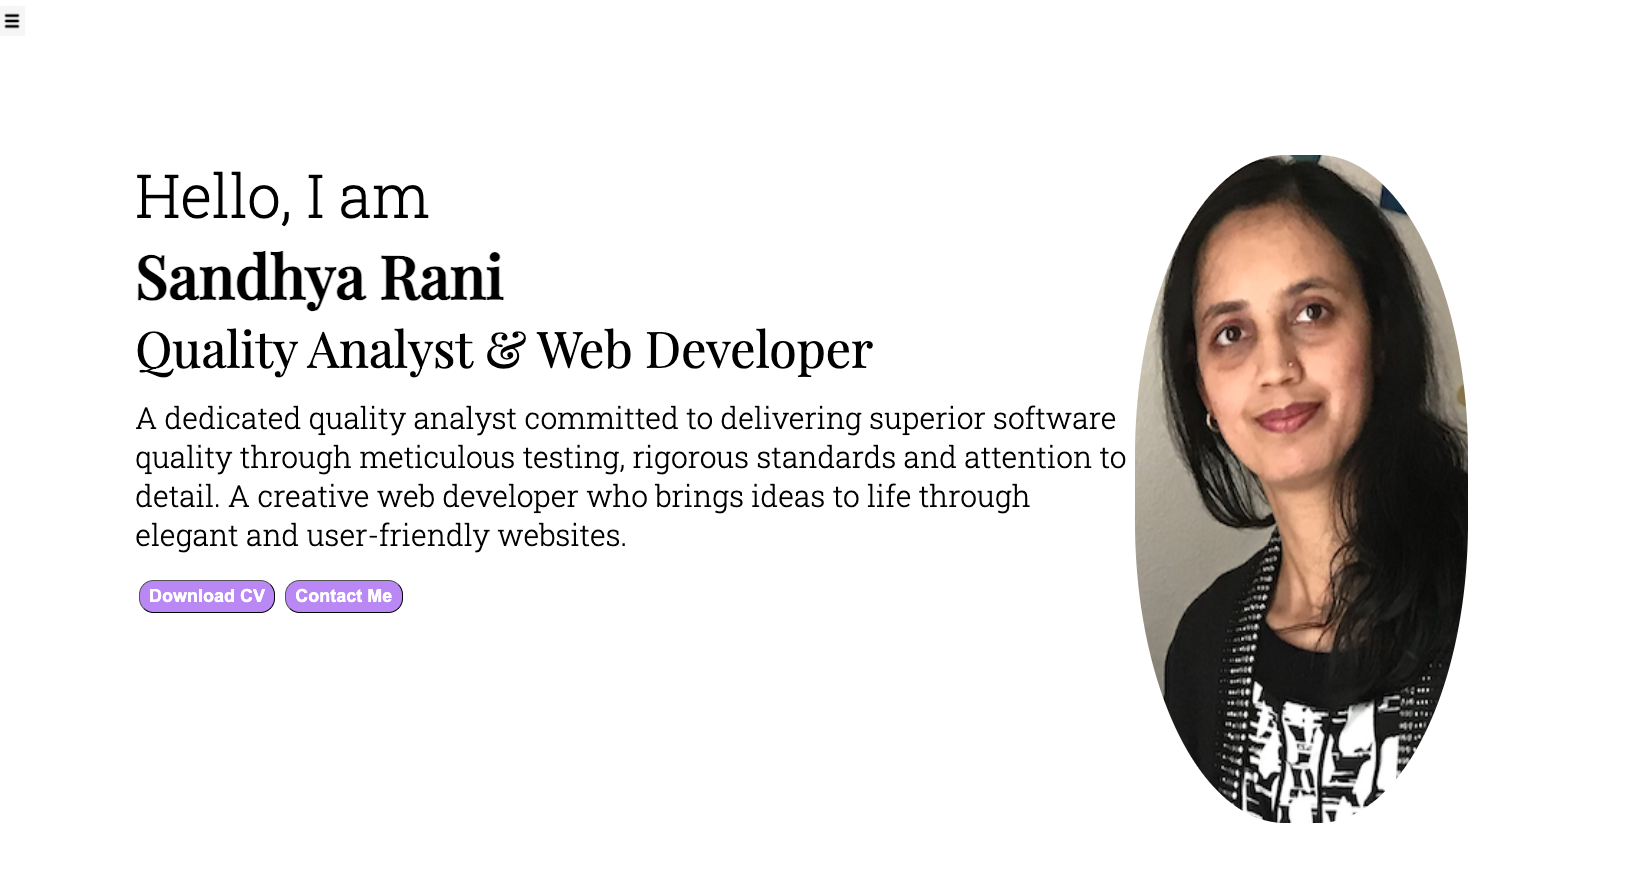 Hello, I am
Sandhya Rani
Quality Analyst & Web Developer
A dedicated quality analyst committed to delivering superior software
quality through meticulous testing, rigorous standards and attention to
detail. A creative web developer who brings ideas to life through
elegant and user-friendly websites.
Download CV Contact Me